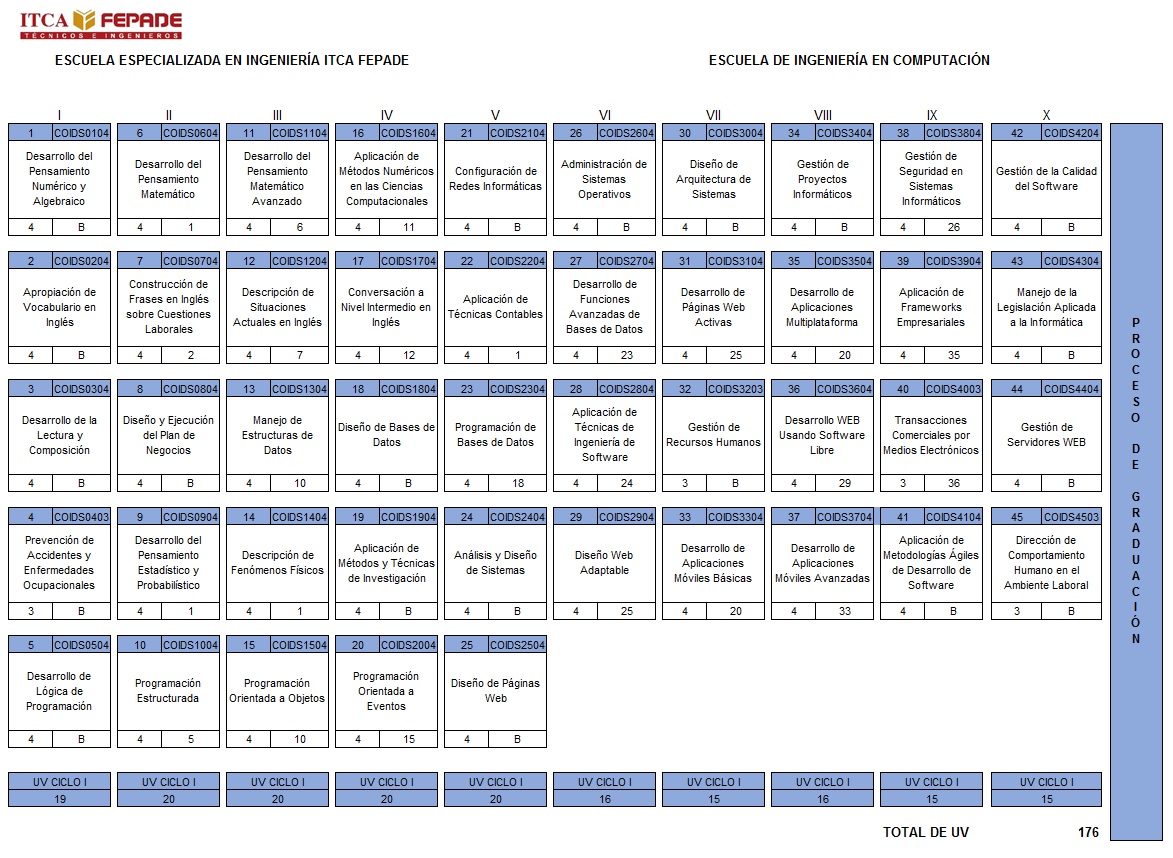 ITCA FEPADE
TÉCNICOS E INGENIEROS
ESCUELA ESPECIALIZADA EN INGENIERÍA ITCA FEPADE
ESCUELA DE INGENIERÍA EN COMPUTACIÓN
I II III IV V VI VII VIII IX X
1 COIDS0104
Desarrollo del
Pensamiento
Numérico y
Algebraico
4 B
6 COIDS0604
Desarrollo del
Pensamiento
Matemático
4 1
11 COIDS1104
Desarrollo del
Pensamiento
Matemático
Avanzado
4 6
16 COIDS1604
Aplicación de
Métodos Numéricos
en las Ciencias
Computacionales
4 11
21 COIDS2104
Configuración de
Redes Informáticas
4 B
26 COIDS2604
Administración de
Sistemas
Operativos
4 B
30 COIDS3004
Diseño de
Arquitectura de
Sistemas
4 B
34 COIDS3404
Gestión de
Proyectos
Informáticos
4 B
38 COIDS3804
Gestión de
Seguridad en
Sistemas
Informáticos
4 26
42 COIDS4204
Gestión de la Calidad
del Software
4 B
2 COIDS0204
Apropiación de
Vocabulario en
Inglés
4 B
7 COIDS0704
Construcción de
Frases en Inglés
sobre Cuestiones
Laborales
4 2
12 COIDS1204
Descripción de
Situaciones
Actuales en Inglés
4 7
17 COIDS1704
Conversación a
Nivel Intermedio en
Inglés
4 12
22 COIDS2204
Aplicación de
Técnicas Contables
4 1
27 COIDS2704
Desarrollo de
Funciones
Avanzadas de
Bases de Datos
4 23
31 COIDS3104
Desarrollo de
Páginas Web
Activas
4 25
35 COIDS3504
Desarrollo de
Aplicaciones
Multiplataforma
4 20
39 COIDS3904
Aplicación de
Frameworks
Empresariales
4 35
43 COIDS4304
Manejo de la
Legislación Aplicada
a la Informática
4 B
3 COIDS0304
Desarrollo de la
Lectura y
Composición
4 B
8 COIDS0804
Diseño y Ejecución
del Plan de
Negocios
4 B
13 COIDS1304
Manejo de
Estructuras de
Datos
4 10
18 COIDS1804
Diseño de Bases de
Datos
4 B
23 COIDS2304
Programación de
Bases de Datos
4 18
28 COIDS2804
Aplicación de
Técnicas de
Ingeniería de
Software
4 24
32 COIDS3203
Gestión de
Recursos Humanos
3 B
36 COIDS3604
Desarrollo WEB
Usando Software
Libre
4 29
40 COIDS4003
Transacciones
Comerciales por
Medios Electrónicos
3 36
44 COIDS4404
Gestión de
Servidores WEB
4 B
4 COIDS0403
Prevención de
Accidentes y
Enfermedades
Ocupacionales
3 B
9 COIDS0904
Desarrollo del
Pensamiento
Estadístico y
Probabilístico
4 1
14 COIDS1404
Descripción de
Fenómenos Físicos
4 1
19 COIDS1904
Aplicación de
Métodos y Técnicas
de Investigación
4 B
24 COIDS2404
Análisis y Diseño
de Sistemas
4 B
29 COIDS2904
Diseño Web
Adaptable
4 25
33 COIDS3304
Desarrollo de
Aplicaciones
Móviles Básicas
4 20
37 COIDS3704
Desarrollo de
Aplicaciones
Móviles Avanzadas
4 33
41 COIDS4104
Aplicación de
Metodologías Ágiles
de Desarrollo de
Software
4 B
45 COIDS4503
Dirección de
Comportamiento
Humano en el
Ambiente Laboral
3 B
5 COIDS0504
Desarrollo de
Lógica de
Programación
4 B
10 COIDS1004
Programación
Estructurada
4 5
15 COIDS1504
Programación
Orientada a Objetos
4 10
20 COIDS2004
Programación
Orientada a
Eventos
4 15
25 COIDS2504
Diseño de Páginas
Web
4 B
PROCESO DE GRADUACIÓN
UV CICLO I UV CICLO I UV CICLO I UV CICLO I UV CICLO I UV CICLO I UV CICLO I UV CICLO I UV CICLO I UV CICLO I
19 20 20 20 20 16 15 16 15 15
TOTAL DE UV 176